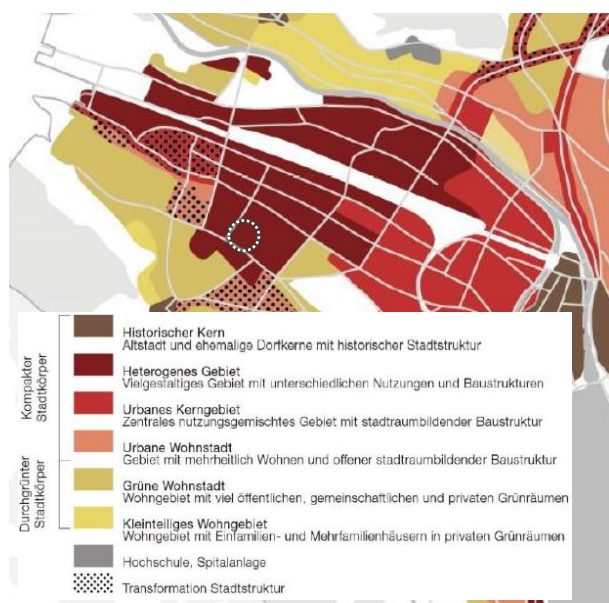 Kompakter
Stadtkörper
Historischer Kern
Altstadt und ehemalige Dorfkerne mit historischer Stadtstruktur
Heterogenes Gebiet
Vielgestaltiges Gebiet mit unterschiedlichen Nutzungen und Baustrukturen
Urbanes Kerngebiet
Zentrales nutzungsgemischtes Gebiet mit stadtraumbildender Baustruktur
Urbane Wohnstadt
Gebiet mit mehrheitlich Wohnen und offener stadtraumbildender Baustruktur
Durchgrünter
Stadtkörper
Grüne Wohnstadt
Wohngebiet mit viel öffentlichen, gemeinschaftlichen und privaten Grünräumen
Kleinteiliges Wohngebiet
Wohngebiet mit Einfamilien- und Mehrfamilienhäusern in privaten Grünräumen
Hochschule, Spitalanlage
Transformation Stadtstruktur